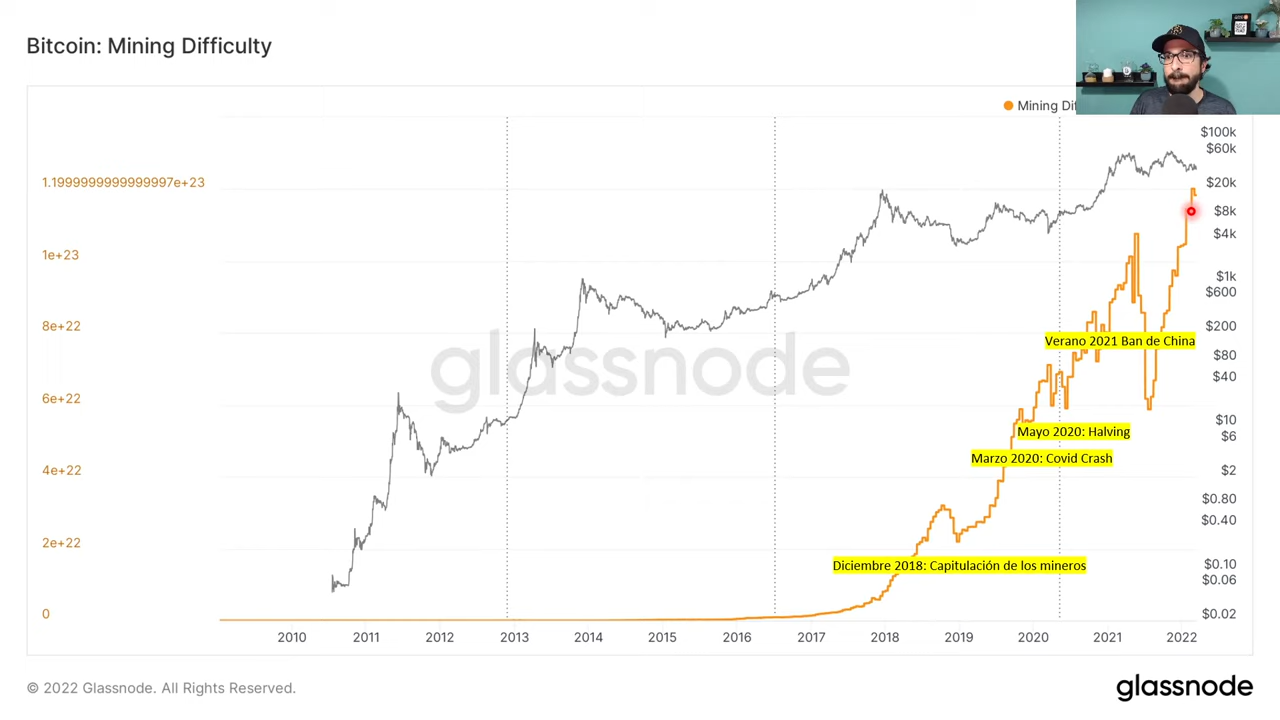 Bitcoin: Mining Difficulty
Mining Dif
$100k
$60k
1.1999999999999997e+23
$20k
$8k
$4k
1e+23
$1k
$600
8e+22
$200
Verano 2021 Ban de China
$80
glassnode
$40
6e+22
$10
Mayo 2020: Halving
$6
Marzo 2020: Covid Crash
4e+22
$2
$0.80
$0.40
2e+22
Diciembre 2018: Capitulación de los mineros
$0.10
$0.06
0
$0.02
2010 2011 2012 2013 2014 2015 2016 2017 2018 2019 2020 2021 2022
© 2022 Glassnode. All Rights Reserved.
glassnode